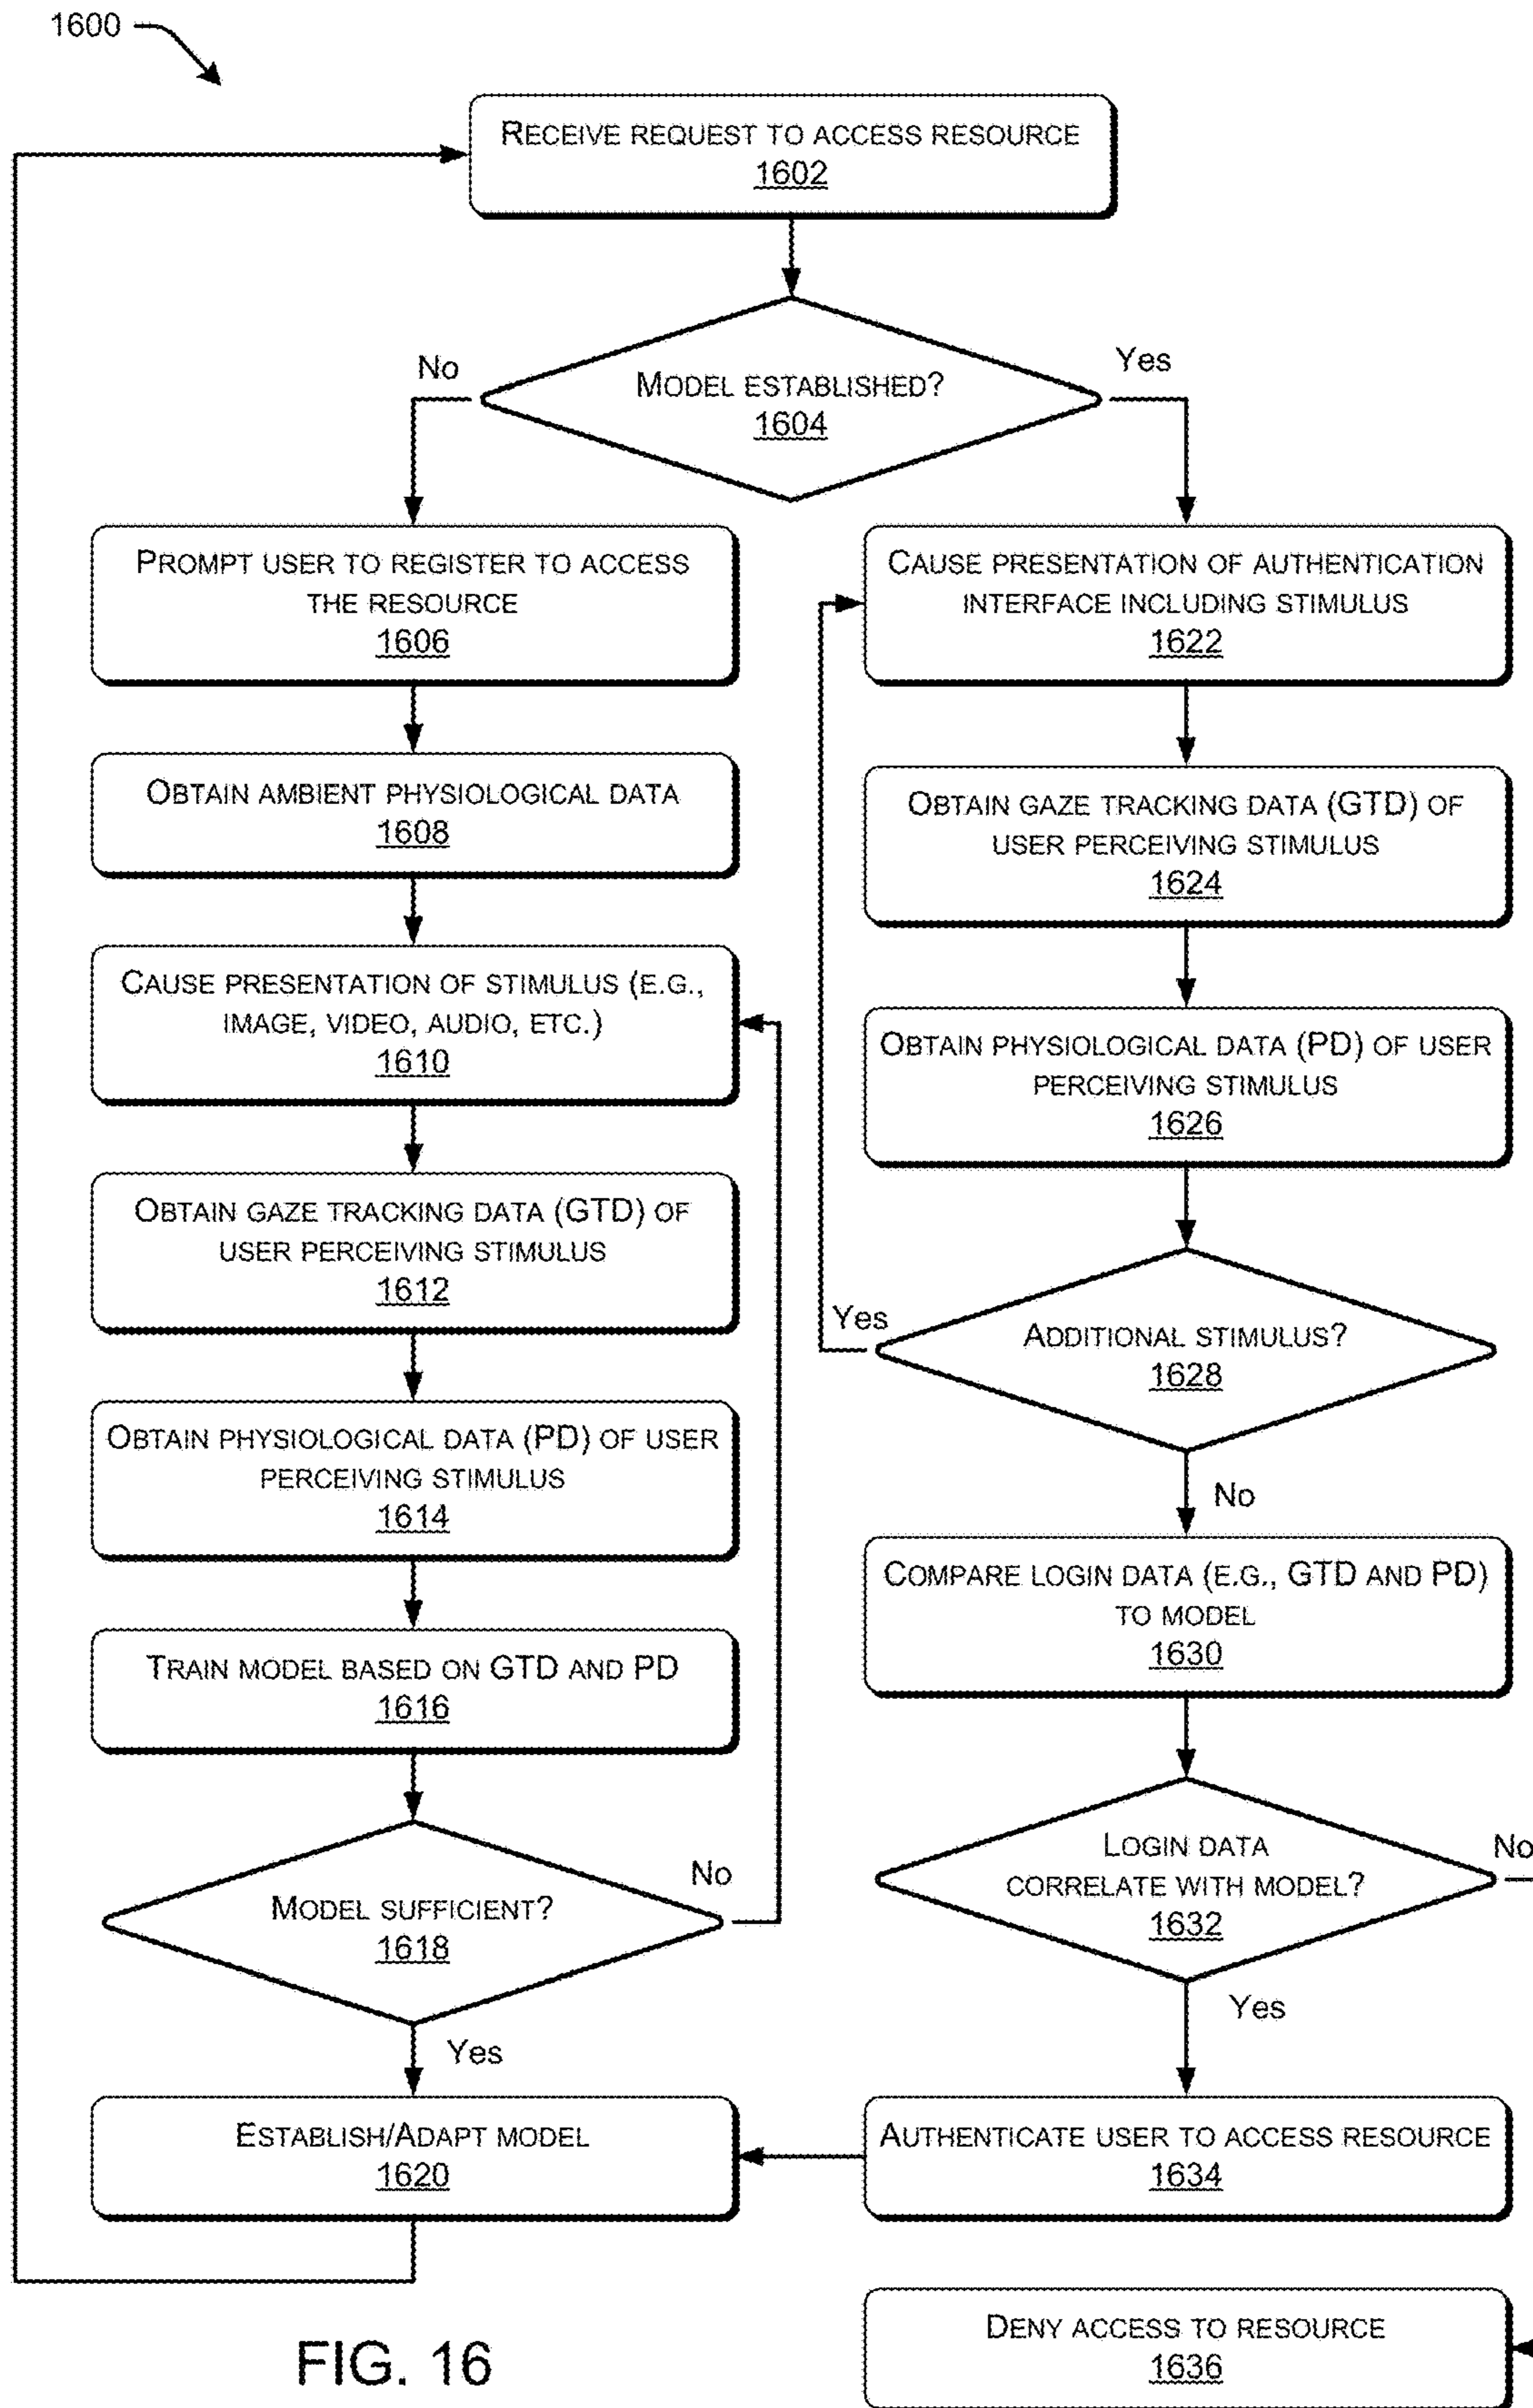 1600
RECEIVE REQUEST TO ACCESS RESOURCE
1602
No
Yes
MODEL ESTABLISHED?
1604
PROMPT USER TO REGISTER TO ACCESS
THE RESOURCE
1606
OBTAIN AMBIENT PHYSIOLOGICAL DATA
1608
CAUSE PRESENTATION OF STIMULUS (E.G.,
IMAGE, VIDEO, AUDIO, ETC.)
1610
OBTAIN GAZE TRACKING DATA (GTD) OF
USER PERCEIVING STIMULUS
1612
OBTAIN PHYSIOLOGICAL DATA (PD) OF USER
PERCEIVING STIMULUS
1614
TRAIN MODEL BASED ON GTD AND PD
1616
MODEL SUFFICIENT?
1618
No
Yes
ESTABLISH/ADAPT MODEL
1620
CAUSE PRESENTATION OF AUTHENTICATION
INTERFACE INCLUDING STIMULUS
1622
OBTAIN GAZE TRACKING DATA (GTD) OF
USER PERCEIVING STIMULUS
1624
OBTAIN PHYSIOLOGICAL DATA (PD) OF USER
PERCEIVING STIMULUS
1626
Yes
ADDITIONAL STIMULUS?
1628
No
COMPARE LOGIN DATA (E.G., GTD AND PD)
TO MODEL
1630
LOGIN DATA
CORRELATE WITH MODEL?
1632
No
Yes
AUTHENTICATE USER TO ACCESS RESOURCE
1634
DENY ACCESS TO RESOURCE
1636
FIG. 16